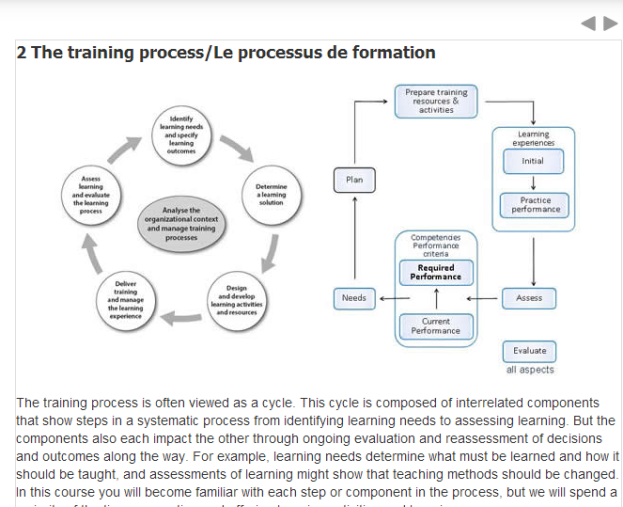 2 The training process/Le processus de formation
Identify
learning needs
and specify
learning
outcomes
Determine
a learning
solution
Design
and develop
learning activities
and resources
Deliver
training
and manage
the learning
experience
Assess
learning
and evaluate
the learning
process
Analyse the
organizational context
and manage training
processes
Prepare training
resources &
activities
Learning
experiences
Initial
Practice
performance
Plan
Competencies
Performance
criteria
Required
Performance
Current
Performance
Needs
Assess
Evaluate
all aspects
The training process is often viewed as a cycle. This cycle is composed of interrelated components
that show steps in a systematic process from identifying learning needs to assessing learning. But the
components also each impact the other through ongoing evaluation and reassessment of decisions
and outcomes along the way. For example, learning needs determine what must be learned and how it
should be taught, and assessments of learning might show that teaching methods should be changed.
In this course you will become familiar with each step or component in the process, but we will spend a